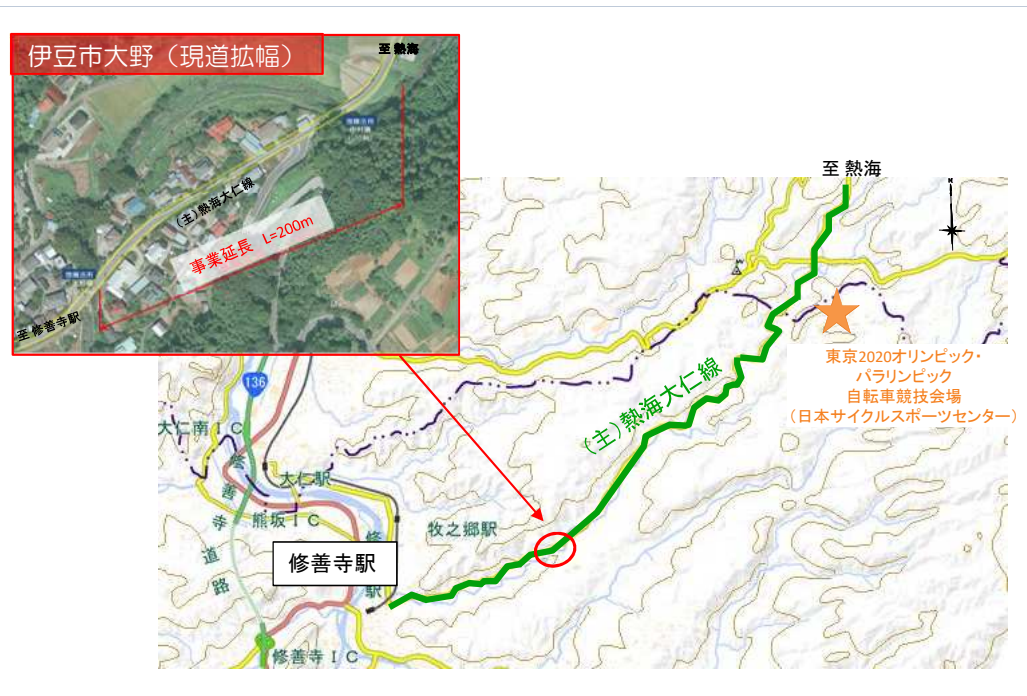 伊豆市大野（現道拡幅）
至 熱海
(主)熱海大仁線
事業延長　L=200m
至 修善寺駅
至 熱海
東京2020オリンピック・
パラリンピック
自転車競技会場
（日本サイクルスポーツセンター）
(主)熱海大仁線
136
大仁南ＩＣ
大仁駅
修善寺道路
熊坂ＩＣ
牧之郷駅
修善寺駅
修善寺ＩＣ